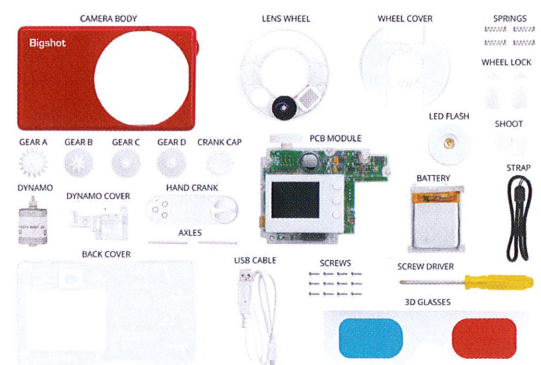 CAMERA BODY
LENS WHEEL
WHEEL COVER
SPRINGS
Bigshot
WHEEL LOCK
LED FLASH
SHOOT
GEAR A
GEAR B
GEAR C
GEAR D
CRANK CAP
PCB MODULE
DYNAMO
DYNAMO COVER
HAND CRANK
BATTERY
STRAP
AXLES
BACK COVER
USB CABLE
SCREWS
SCREW DRIVER
3D GLASSES